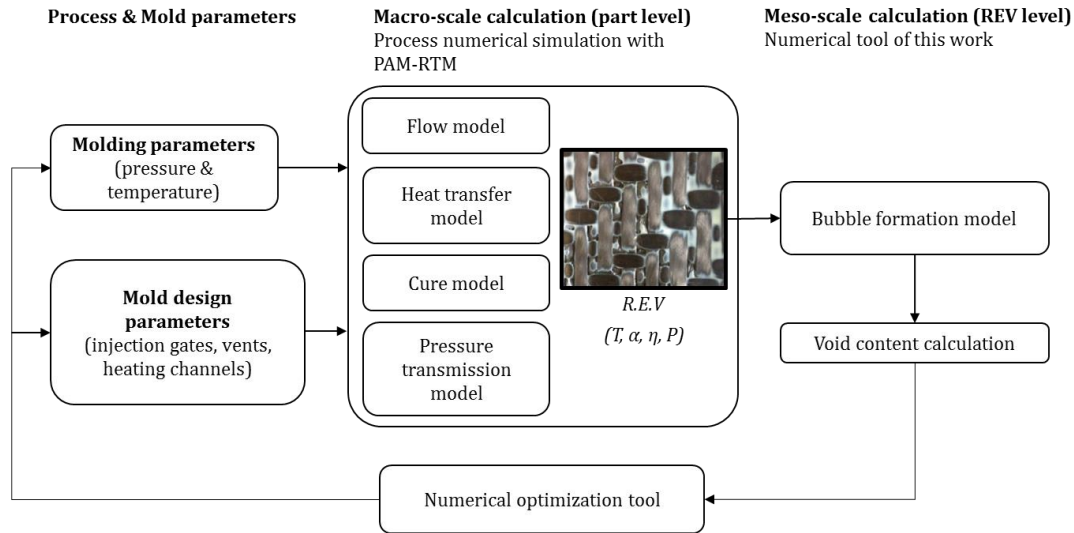 Process & Mold parameters
Macro-scale calculation (part level)
Process numerical simulation with
PAM-RTM
Meso-scale calculation (REV level)
Numerical tool of this work
Molding parameters
(pressure &
temperature)
Mold design
parameters
(injection gates, vents,
heating channels)
Flow model
Heat transfer
model
Cure model
Pressure
transmission
model
R.E.V
(T, α, η, P)
Bubble formation model
Void content calculation
Numerical optimization tool